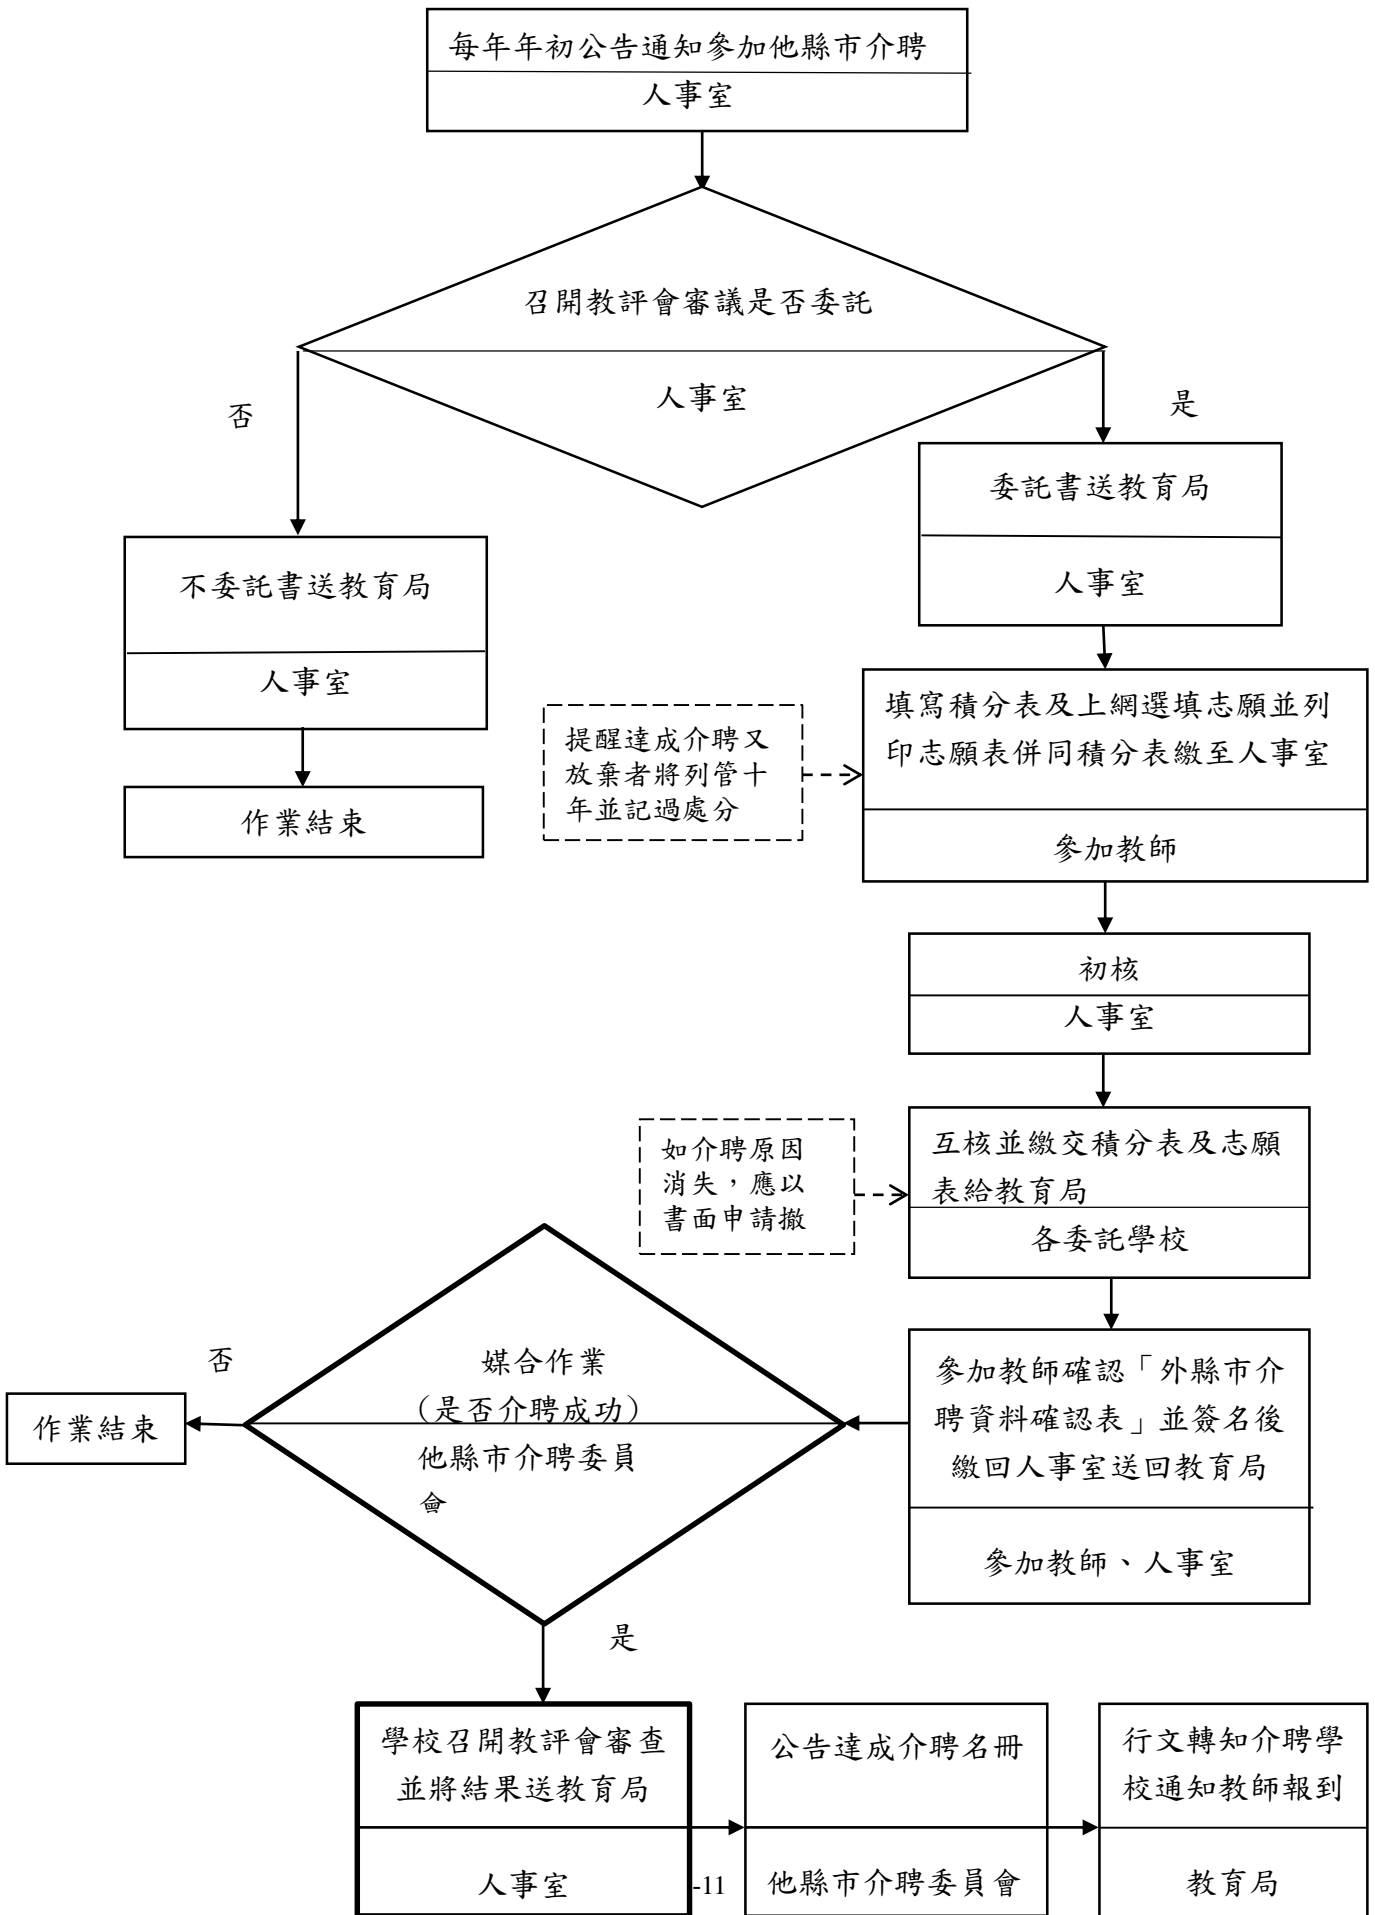 每年年初公告通知參加他縣市介聘
人事室
召開教評會審議是否委託
人事室
否
是
委託書送教育局
人事室
不委託書送教育局
人事室
作業結束
提醒達成介聘又
放棄者將列管十
年並記過處分
填寫積分表及上網選填志願並列
印志願表併同積分表繳至人事室
參加教師
初核
人事室
如介聘原因
消失，應以
書面申請撤
互核並繳交積分表及志願
表給教育局
各委託學校
參加教師確認「外縣市介
聘資料確認表」並簽名後
繳回人事室送回教育局
參加教師、人事室
媒合作業
（是否介聘成功）
他縣市介聘委員
會
否
作業結束
是
學校召開教評會審查
並將結果送教育局
人事室
-11
公告達成介聘名冊
他縣市介聘委員會
行文轉知介聘學
校通知教師報到
教育局